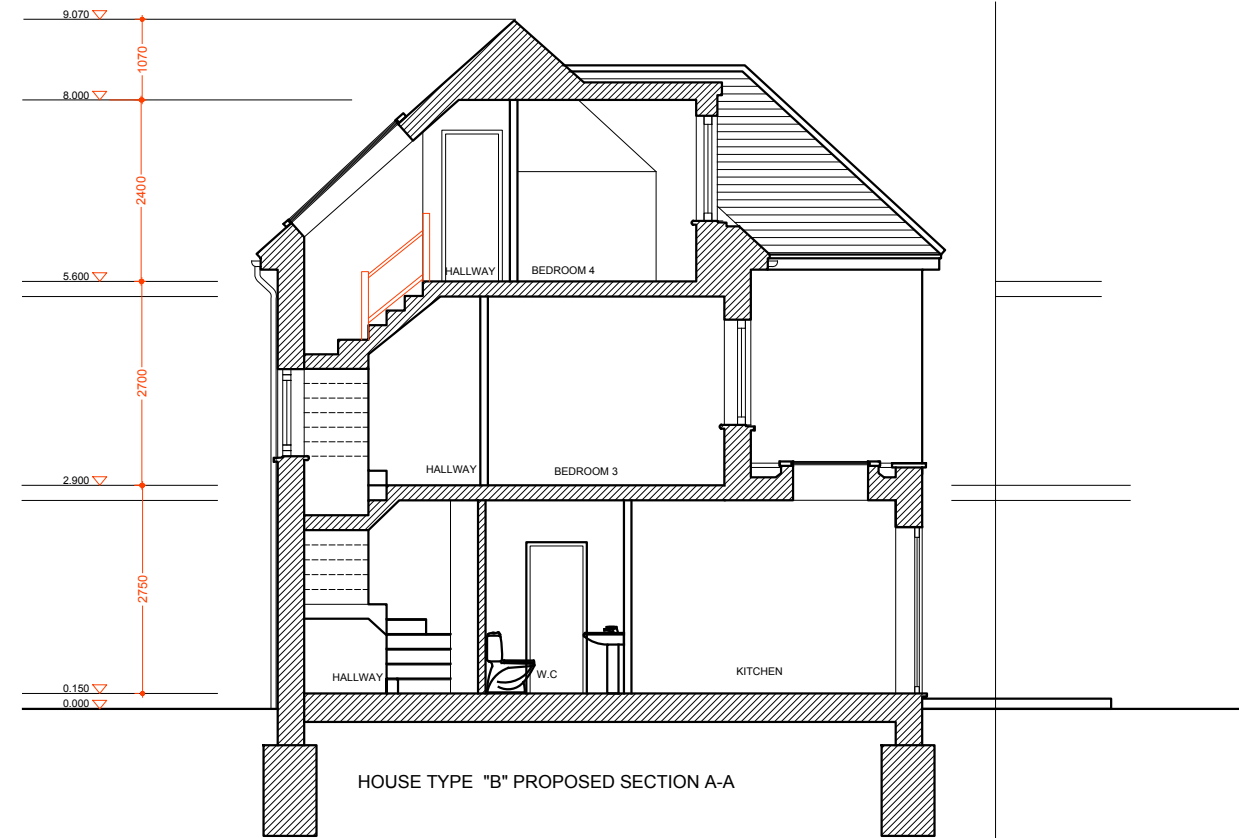 9.070
1070
8.000
2400
HALLWAY
BEDROOM 4
5.600
2700
HALLWAY
BEDROOM 3
2.900
2750
HALLWAY
W.C
KITCHEN
0.150
0.000
HOUSE TYPE "B" PROPOSED SECTION A-A